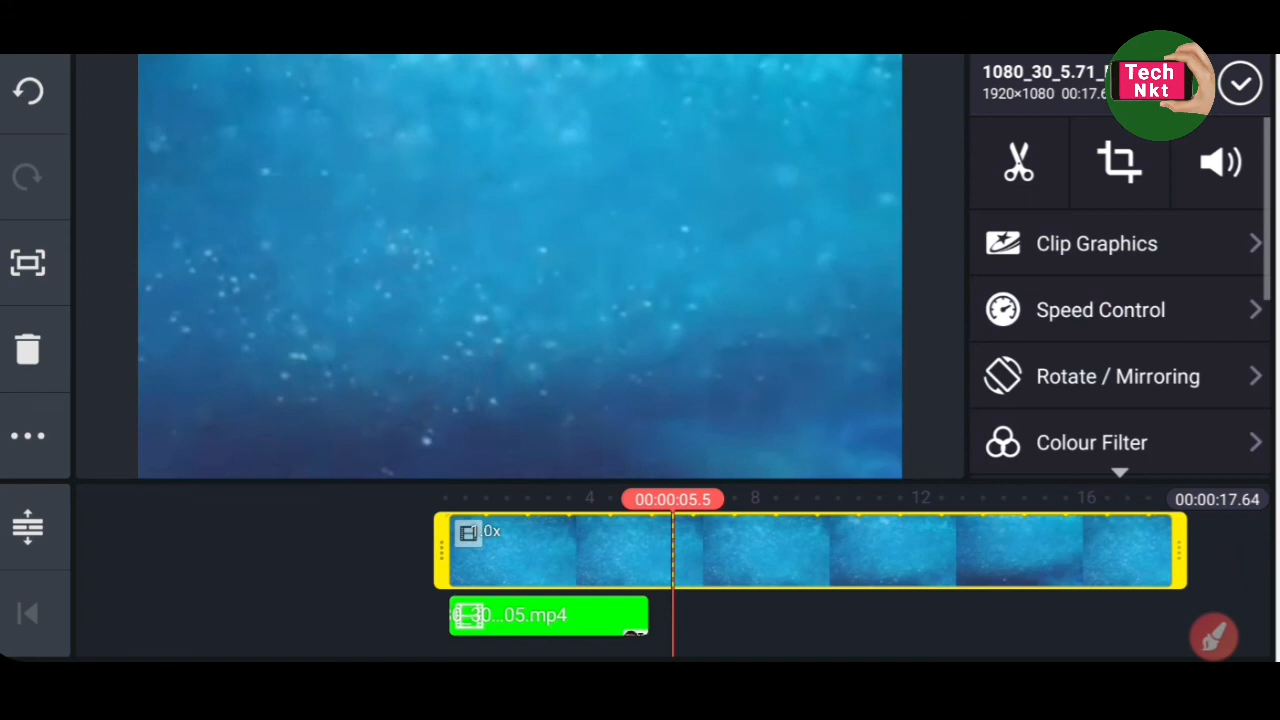 1080_30_5.71_
1920×1080 00:17.6
Tech
Nkt
Clip Graphics
Speed Control
Rotate / Mirroring
Colour Filter
4
00:00:05.5
8
12
16
00:00:17.64
.0x
30...05.mp4